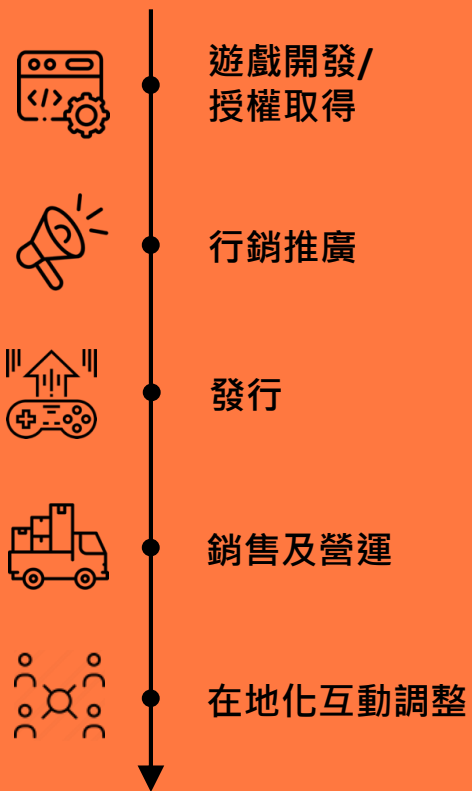 遊戲開發/
授權取得
行銷推廣
發行
銷售及營運
在地化互動調整